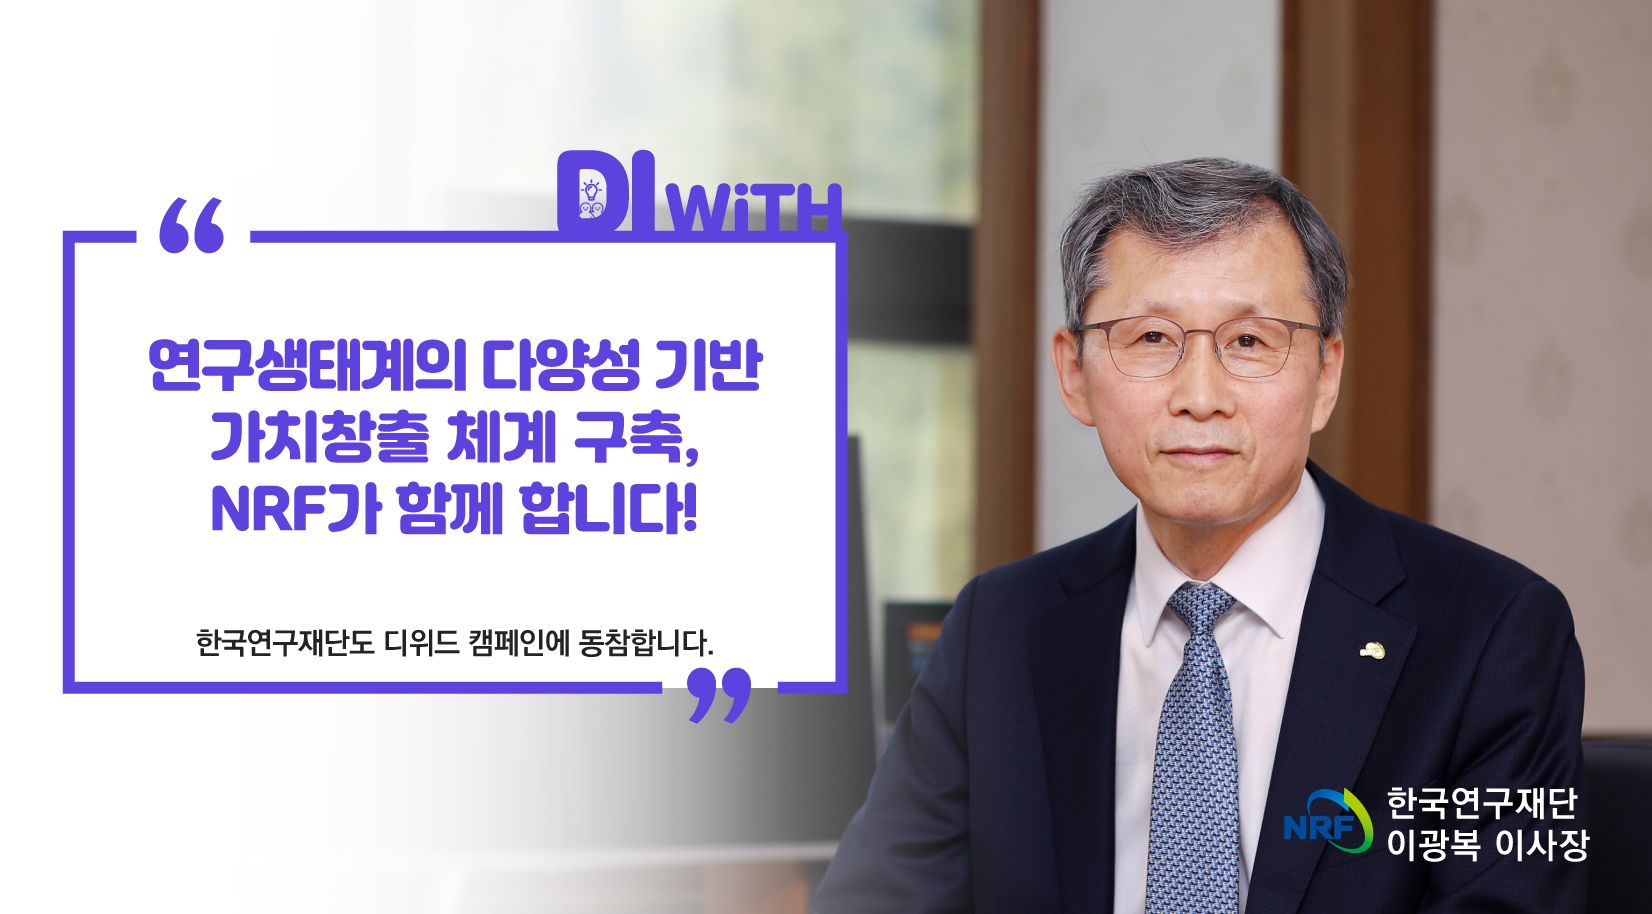 DI WiTH
연구생태계의 다양성 기반
가치창출 체계 구축,
NRF가 함께 합니다!
한국연구재단도 디위드 캠페인에 동참합니다.
NRF
한국연구재단
이광복 이사장